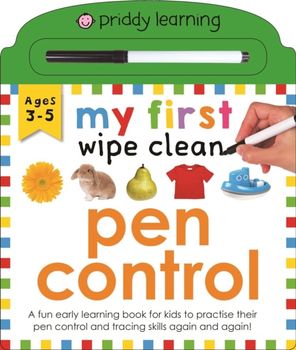 priddy learning
Ages
3-5
my first
wipe clean
pen
control
A fun early learning book for kids to practise their
pen control and tracing skills again and again!